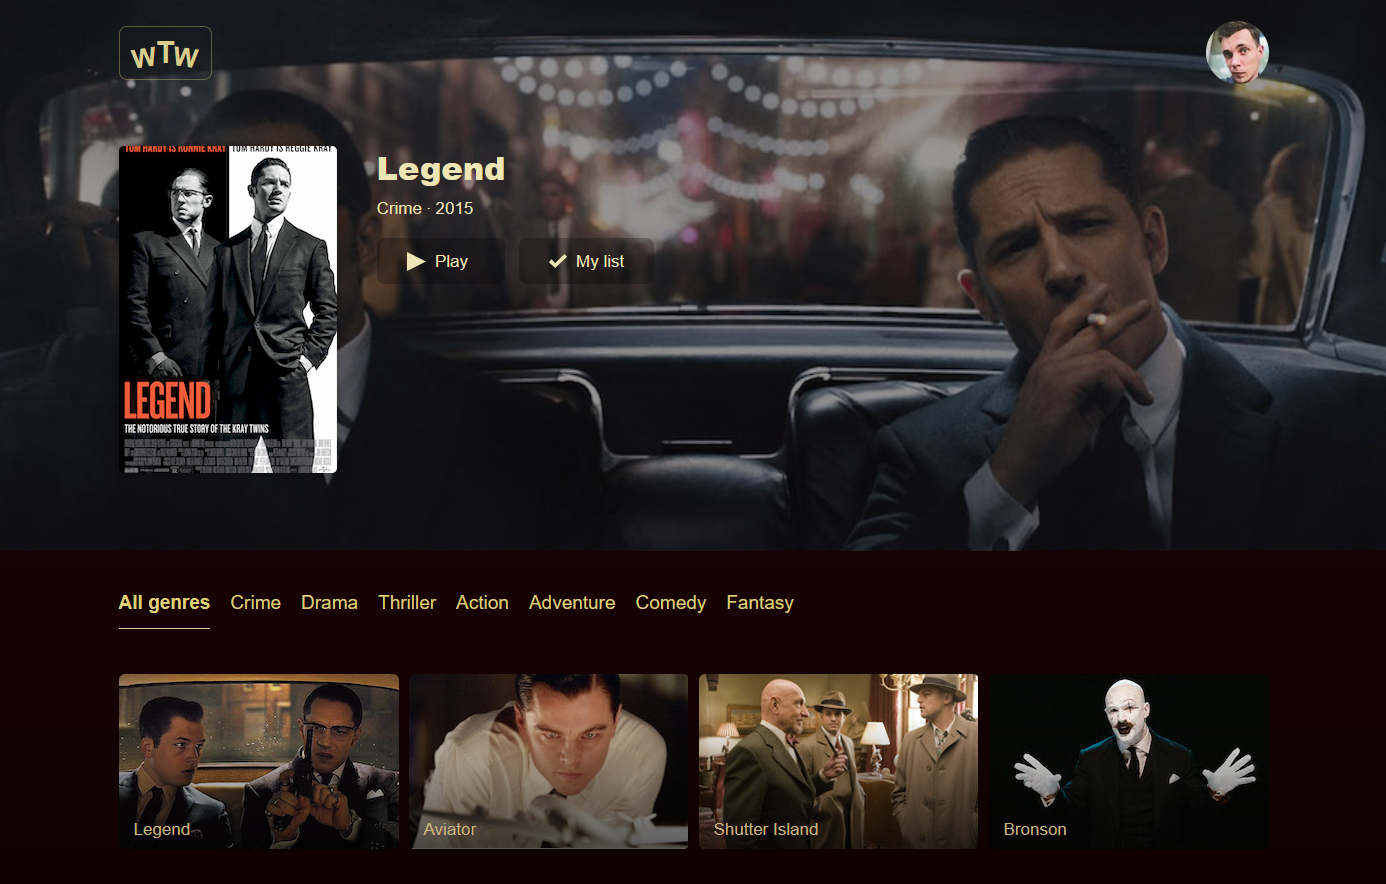 WTW
TOM HARDY IS RONNIE KRAY TOM HARDY IS REGGIE KRAY
LEGEND
THE NOTORIOUS TRUE STORY OF THE KRAY TWINS
Legend
Crime · 2015
Play
My list
All genres Crime Drama Thriller Action Adventure Comedy Fantasy
Legend
Aviator
Shutter Island
Bronson